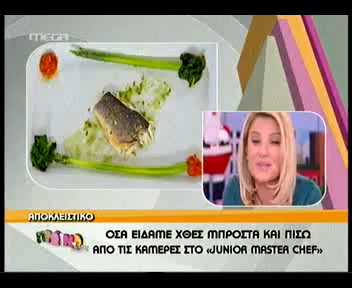 MEGA
ΑΠΟΚΛΕΙΣΤΙΚΟ
ΟΣΑ ΕΙΔΑΜΕ ΧΘΕΣ ΜΠΡΟΣΤΑ ΚΑΙ ΠΙΣΩ
ΑΠΟ ΤΙΣ ΚΑΜΕΡΕΣ ΣΤΟ «JUNIOR MASTER CHEF»